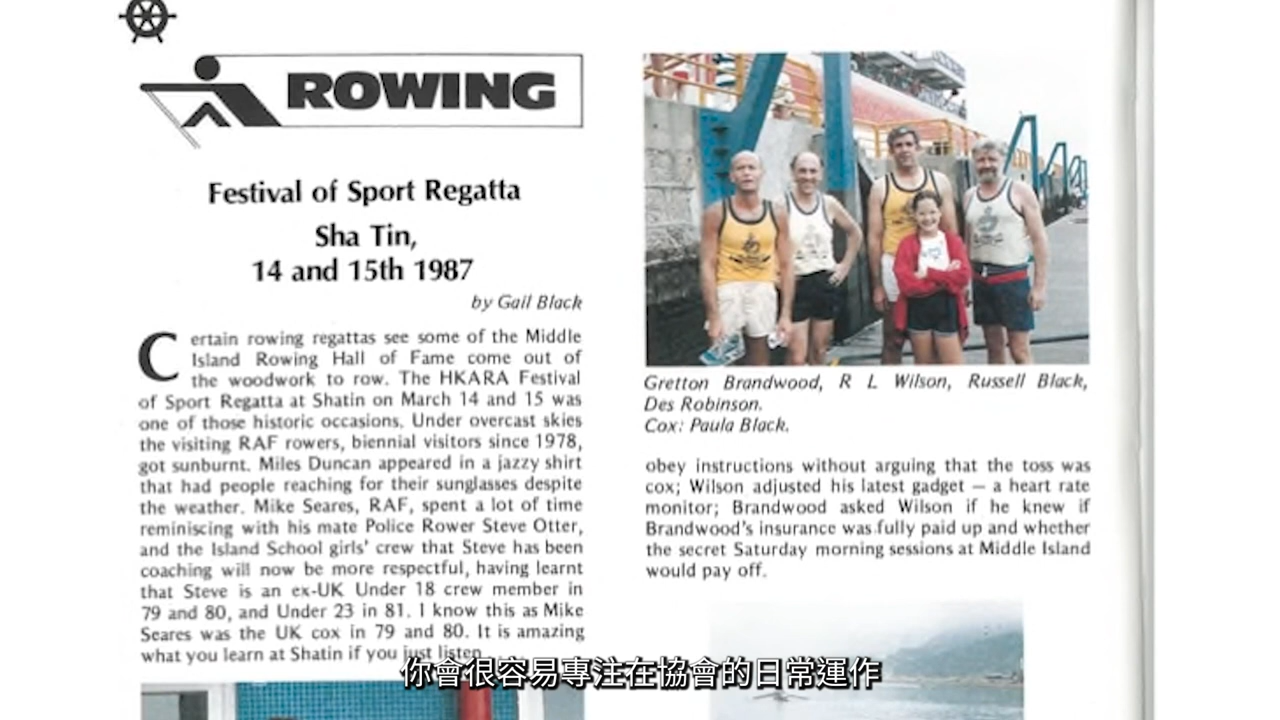 ROWING
Festival of Sport Regatta
Sha Tin,
14 and 15th 1987
by Gail Black
Certain rowing regattas see some of the Middle
Island Rowing Hall of Fame come out of
the woodwork to row. The HKARA Festival
of Sport Regatta at Shatin on March 14 and 15 was
one of those historic occasions. Under overcast skies
the visiting RAF rowers, biennial visitors since 1978,
got sunburnt. Miles Duncan appeared in a jazzy shirt
that had people reaching for their sunglasses despite
the weather. Mike Seares, RAF, spent a lot of time
reminiscing with his mate Police Rower Steve Otter,
and the Island School girls' crew that Steve has been
coaching will now be more respectful, having learnt
that Steve is an ex-UK Under 18 crew member in
79 and 80, and Under 23 in 81. I know this as Mike
Seares was the UK cox in 79 and 80. It is amazing
what you learn at Shatin if you just listen
Gretton Brandwood, R L Wilson, Russell Black,
Des Robinson.
Cox: Paula Black.
obey instructions without arguing that the toss was
cox; Wilson adjusted his latest gadget — a heart rate
monitor; Brandwood asked Wilson if he knew if
Brandwood's insurance was fully paid up and whether
the secret Saturday morning sessions at Middle Island
would pay off.
你會很容易專注在協會的日常運作